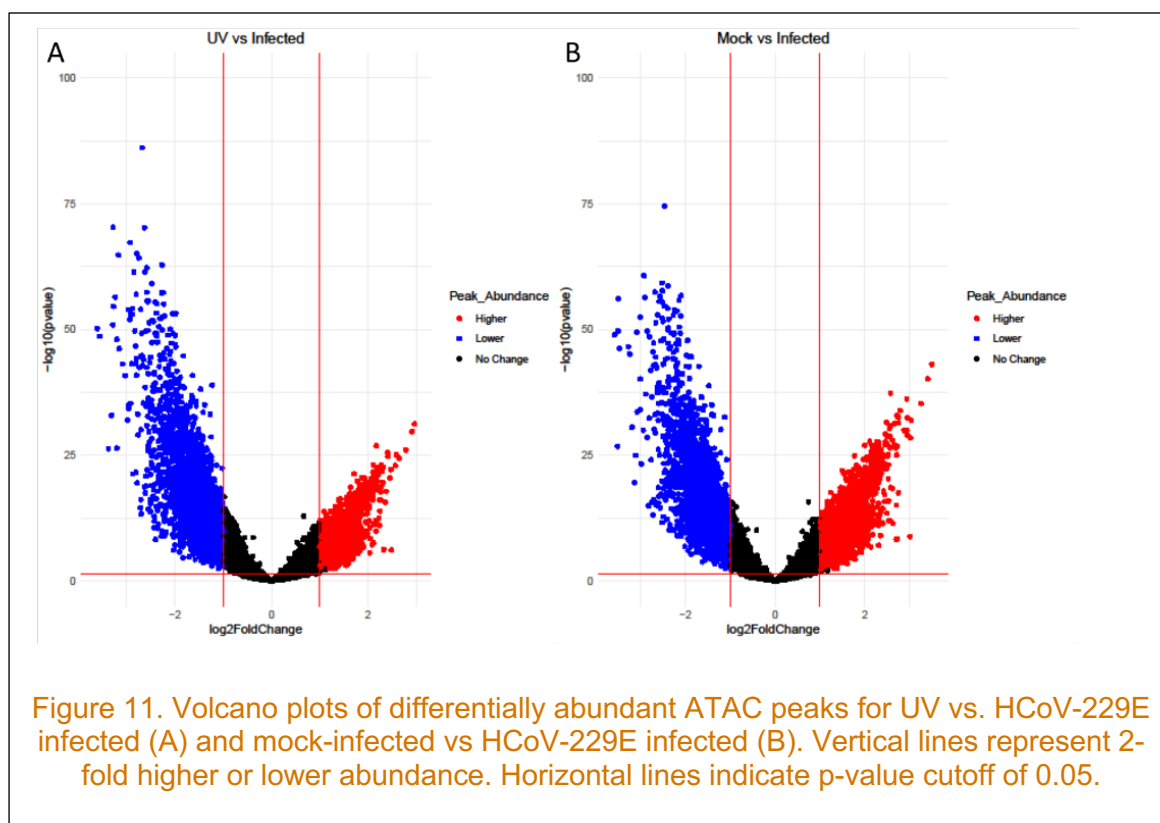 A
UV vs Infected
100
75
50
25
0
−log10(pvalue)
−2
0
2
log2FoldChange
Peak_Abundance
Higher
Lower
No Change
B
Mock vs Infected
100
75
50
25
0
−log10(pvalue)
−2
0
2
log2FoldChange
Peak_Abundance
Higher
Lower
No Change
Figure 11. Volcano plots of differentially abundant ATAC peaks for UV vs. HCoV-229E
infected (A) and mock-infected vs HCoV-229E infected (B). Vertical lines represent 2-
fold higher or lower abundance. Horizontal lines indicate p-value cutoff of 0.05.